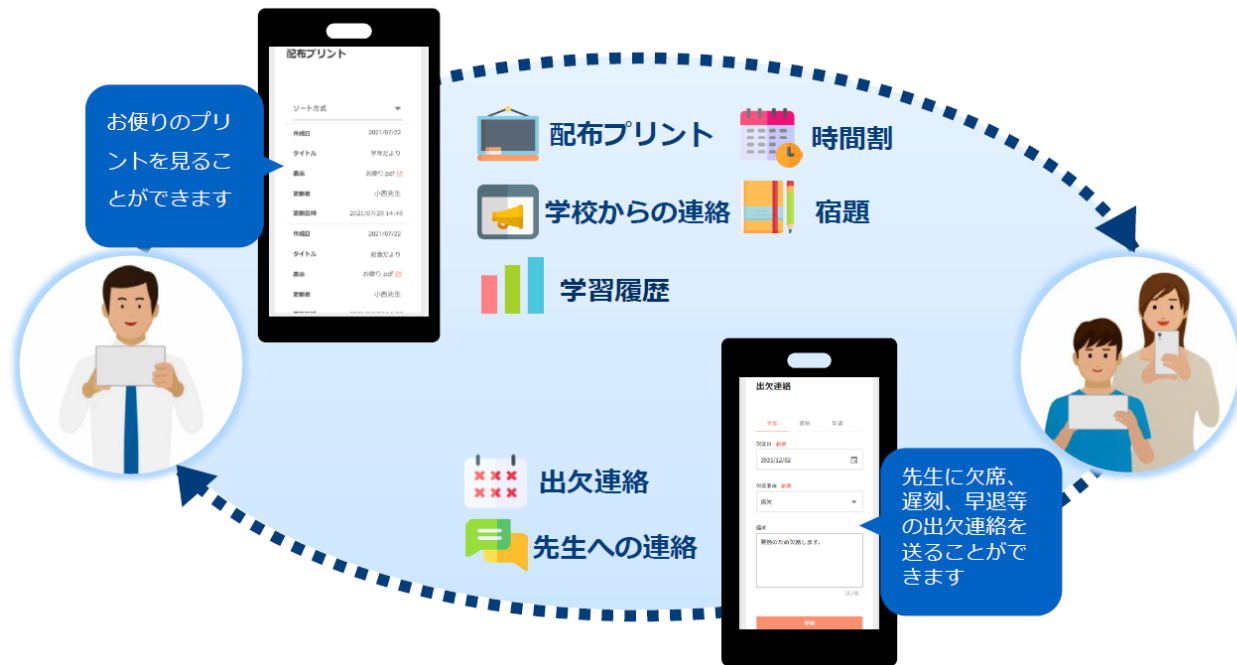 配布プリント
ソート方式
作成日 2021/07/22
タイトル 学年だより
表示 お便り.pdf
更新者 小西先生
更新日時 2021/07/29 14:49
作成日 2021/07/22
タイトル 給食だより
表示 お便り.pdf
更新者 小西先生
お便りのプリ
ントを見るこ
とができます
配布プリント
時間割
学校からの連絡
宿題
学習履歴
出欠連絡
先生への連絡
出欠連絡
欠席 遅刻 早退
欠席日 必須
2021/12/02
欠席事由 必須
病欠
備考
発熱のため欠席します。
登録
先生に欠席、
遅刻、早退等
の出欠連絡を
送ることがで
きます